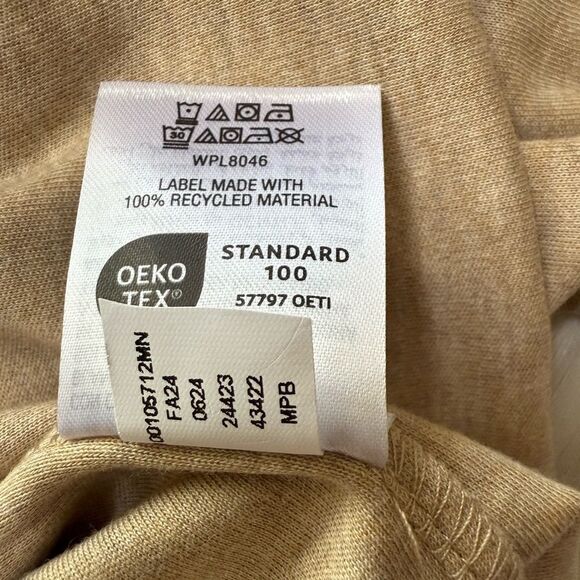 30
WPL8046
LABEL MADE WITH
100% RECYCLED MATERIAL
OEKO
TEX®
STANDARD
100
57797 OETI
00105712MN
FA24
0624
24423
43422
MPB